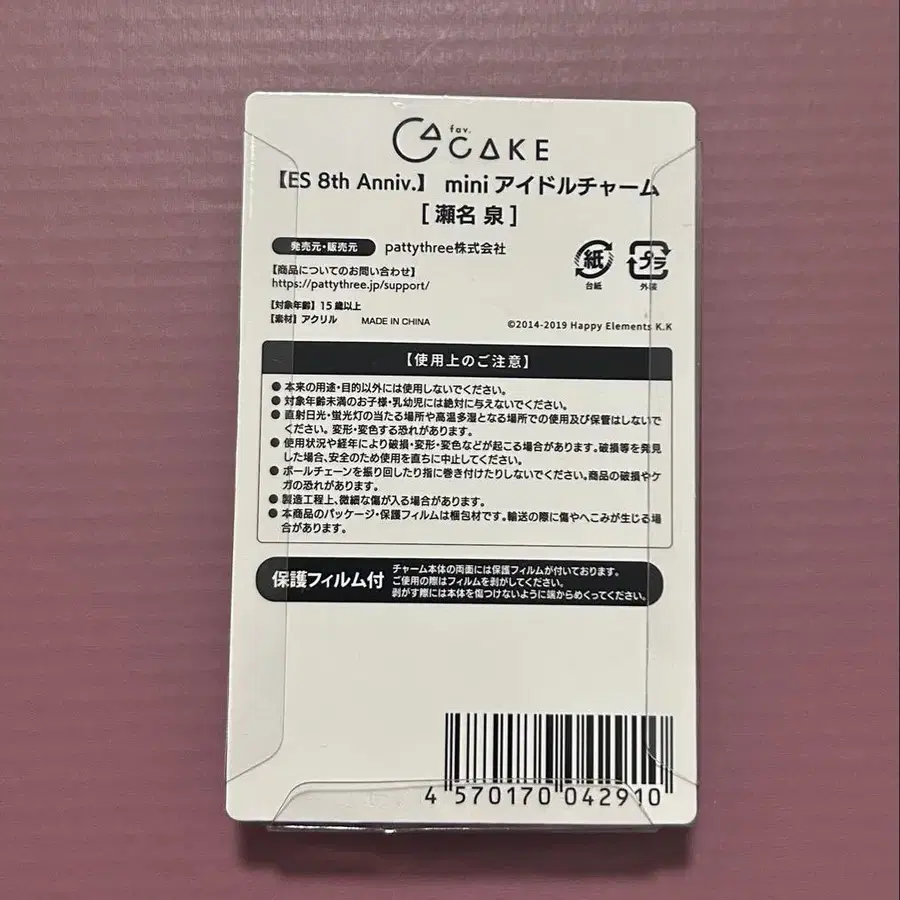 fav.
CAKE
【ES 8th Anniv.】 mini アイドルチャーム
[ 瀬名 泉 ]
発売元・販売元 pattythree株式会社
【商品についてのお問い合わせ】
https://pattythree.jp/support/
紙 プラ
台紙 外装
【対象年齢】15歳以上
【素材】アクリル MADE IN CHINA
©2014-2019 Happy Elements K.K
【使用上のご注意】
● 本来の用途・目的以外には使用しないでください。
● 対象年齢未満のお子様・乳幼児には絶対に与えないでください。
● 直射日光・蛍光灯の当たる場所や高温多湿となる場所での使用及び保管はしないで
ください。変形・変色する恐れがあります。
● 使用状況や経年により破損・変形・変色などが起こる場合があります。破損等を発見
した場合、安全のため使用を直ちに中止してください。
● ボールチェーンを振り回したり指に巻き付けたりしないでください。商品の破損やケ
ガの恐れがあります。
● 製造工程上、微細な傷が入る場合があります。
● 本商品のパッケージ・保護フィルムは梱包材です。輸送の際に傷やへこみが生じる場
合があります。
保護フィルム付
チャーム本体の両面には保護フィルムが付いております。
ご使用の際はフィルムを剥がしてください。
剥がす際には本体を傷つけないように端からめくってください。
4 570170 042910